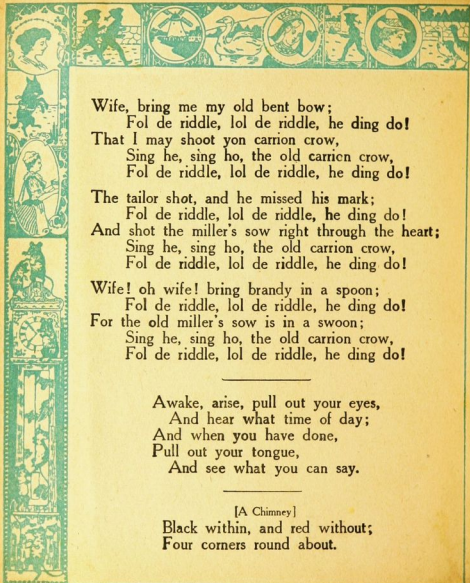 Wife, bring me my old bent bow;
Fol de riddle, lol de riddle, he ding do!
That I may shoot yon carrion crow,
Sing he, sing ho, the old carrion crow,
Fol de riddle, lol de riddle, he ding do!
The tailor shot, and he missed his mark;
Fol de riddle, lol de riddle, he ding do!
And shot the miller's sow right through the heart;
Sing he, sing ho, the old carrion crow,
Fol de riddle, lol de riddle, he ding do!
Wife! oh wife! bring brandy in a spoon;
Fol de riddle, lol de riddle, he ding do!
For the old miller's sow is in a swoon;
Sing he, sing ho, the old carrion crow,
Fol de riddle, lol de riddle, he ding do!
Awake, arise, pull out your eyes,
And hear what time of day;
And when you have done,
Pull out your tongue,
And see what you can say.
[A Chimney]
Black within, and red without;
Four corners round about.